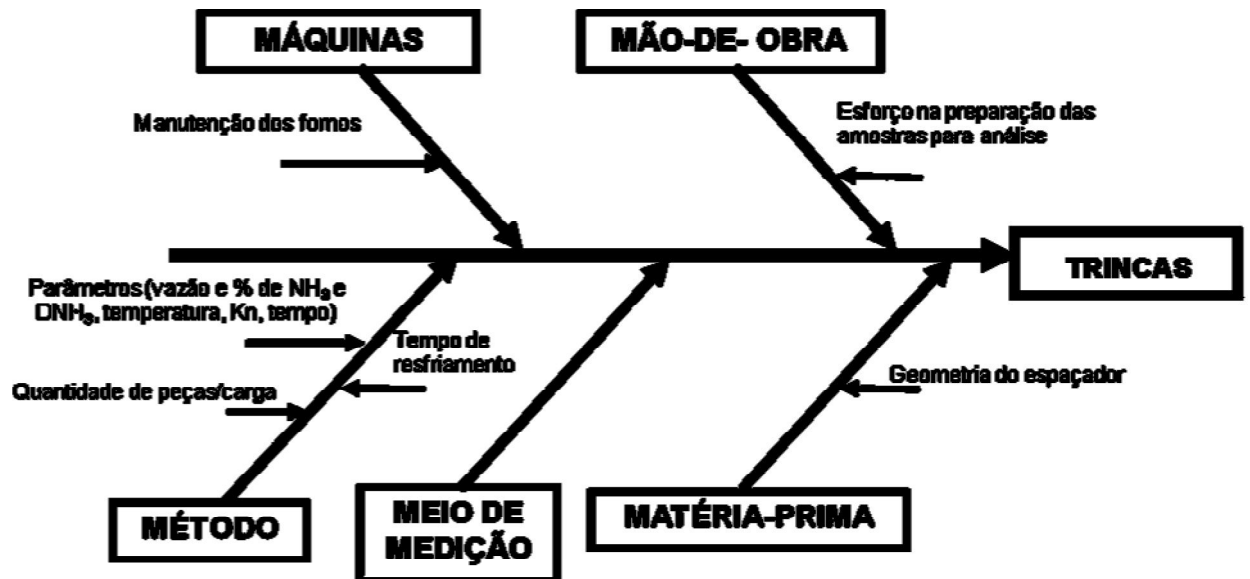 MÁQUINAS
MÃO-DE- OBRA
Manutenção dos fornos
Esforço na preparação das
amostras para análise
TRINCAS
Parâmetros (vazão e % de NH₃ e
DNH₃, temperatura, Kn, tempo)
Tempo de
resfriamento
Quantidade de peças/carga
Geometria do espaçador
MÉTODO
MEIO DE
MEDIÇÃO
MATÉRIA-PRIMA